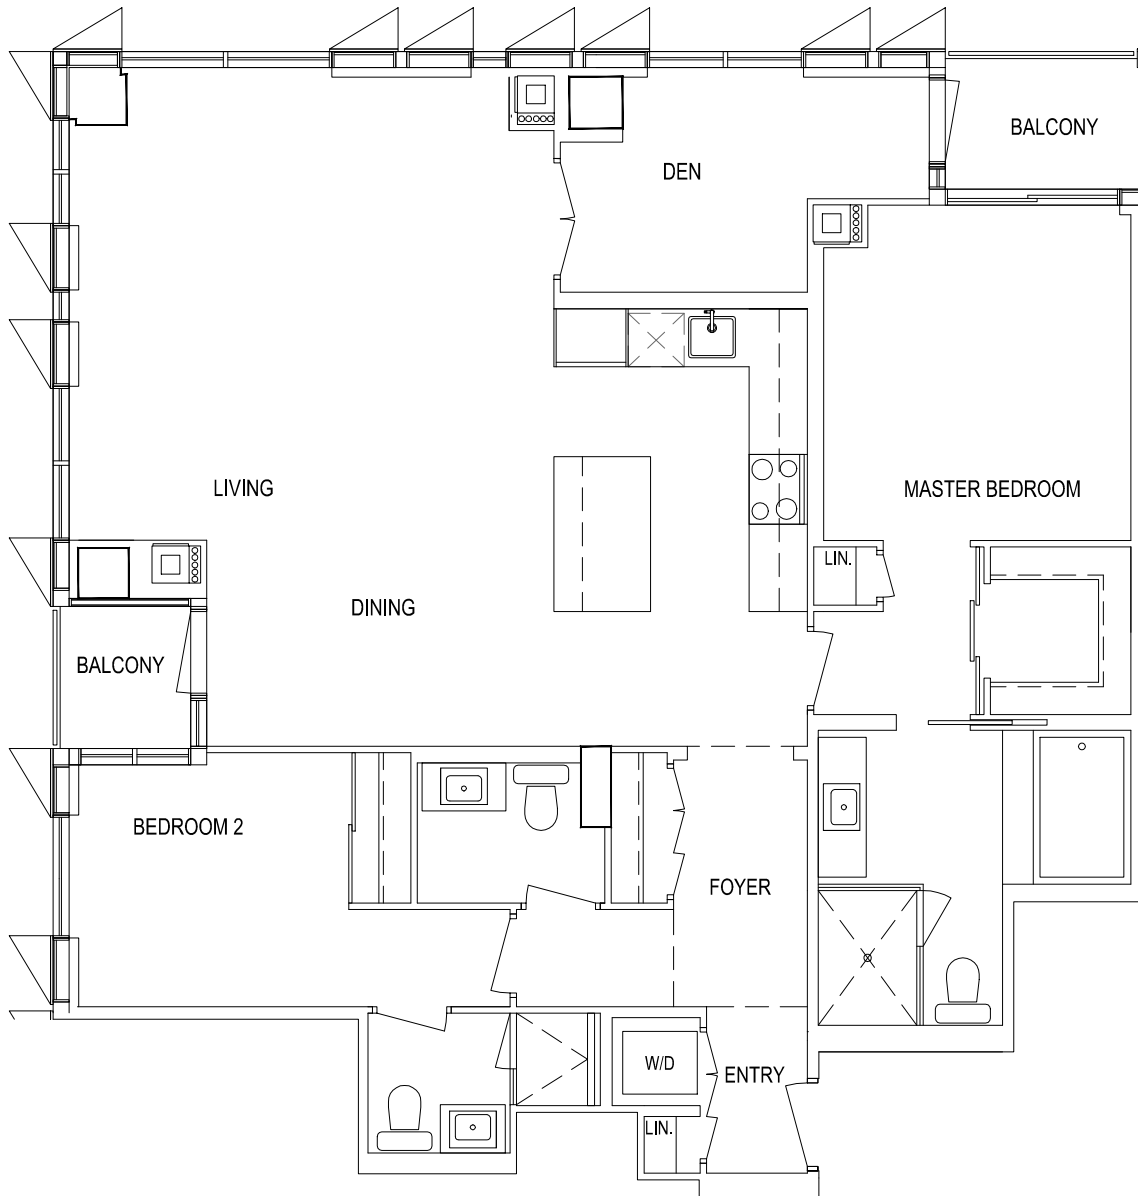 BALCONY
DEN
LIVING
MASTER BEDROOM
LIN.
DINING
BALCONY
BEDROOM 2
FOYER
W/D
ENTRY
LIN.